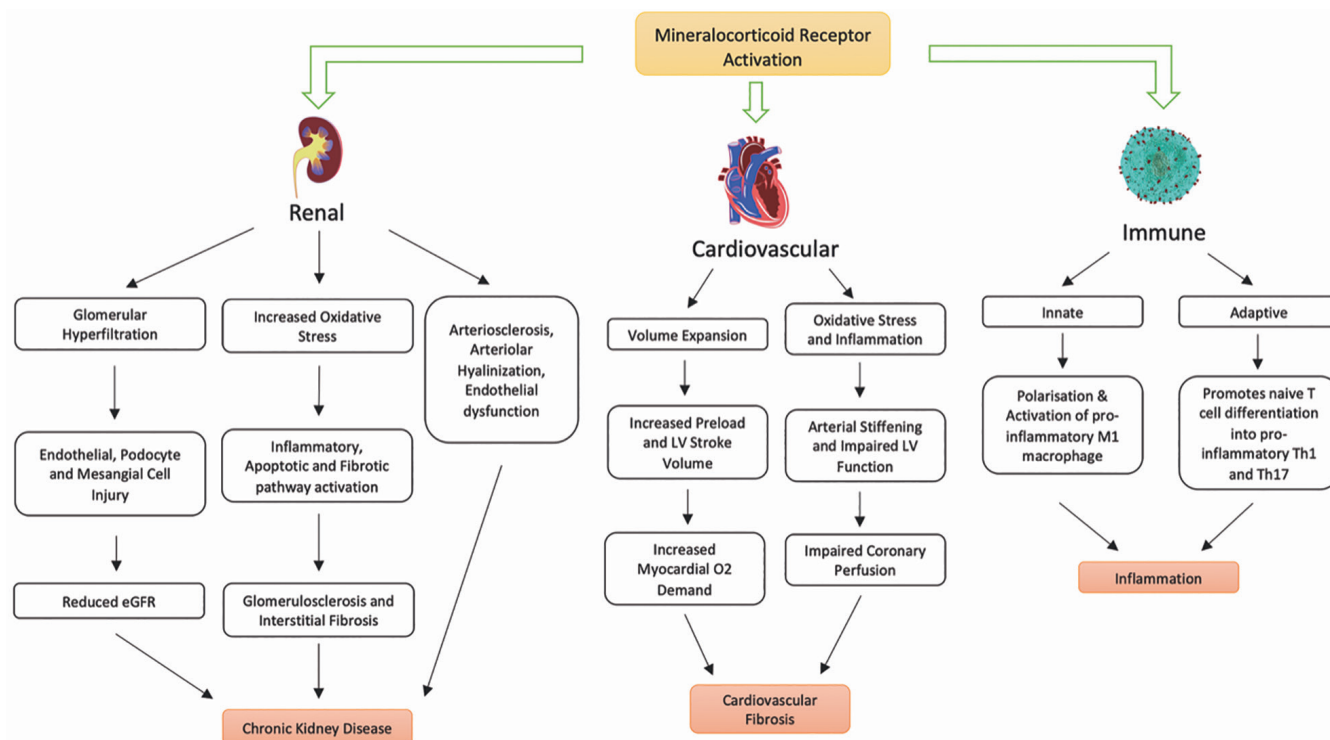 Mineralocorticoid Receptor
Activation
Renal
Cardiovascular
Immune
Glomerular
Hyperfiltration
Increased Oxidative
Stress
Arteriosclerosis,
Arteriolar
Hyalinization,
Endothelial
dysfunction
Volume Expansion
Oxidative Stress
and Inflammation
Innate
Adaptive
Endothelial, Podocyte
and Mesangial Cell
Injury
Inflammatory,
Apoptotic and Fibrotic
pathway activation
Increased Preload
and LV Stroke
Volume
Arterial Stiffening
and Impaired LV
Function
Polarisation &
Activation of pro-
inflammatory M1
macrophage
Promotes naive T
cell differentiation
into pro-
inflammatory Th1
and Th17
Reduced eGFR
Glomerulosclerosis and
Interstitial Fibrosis
Increased
Myocardial O2
Demand
Impaired Coronary
Perfusion
Inflammation
Chronic Kidney Disease
Cardiovascular
Fibrosis